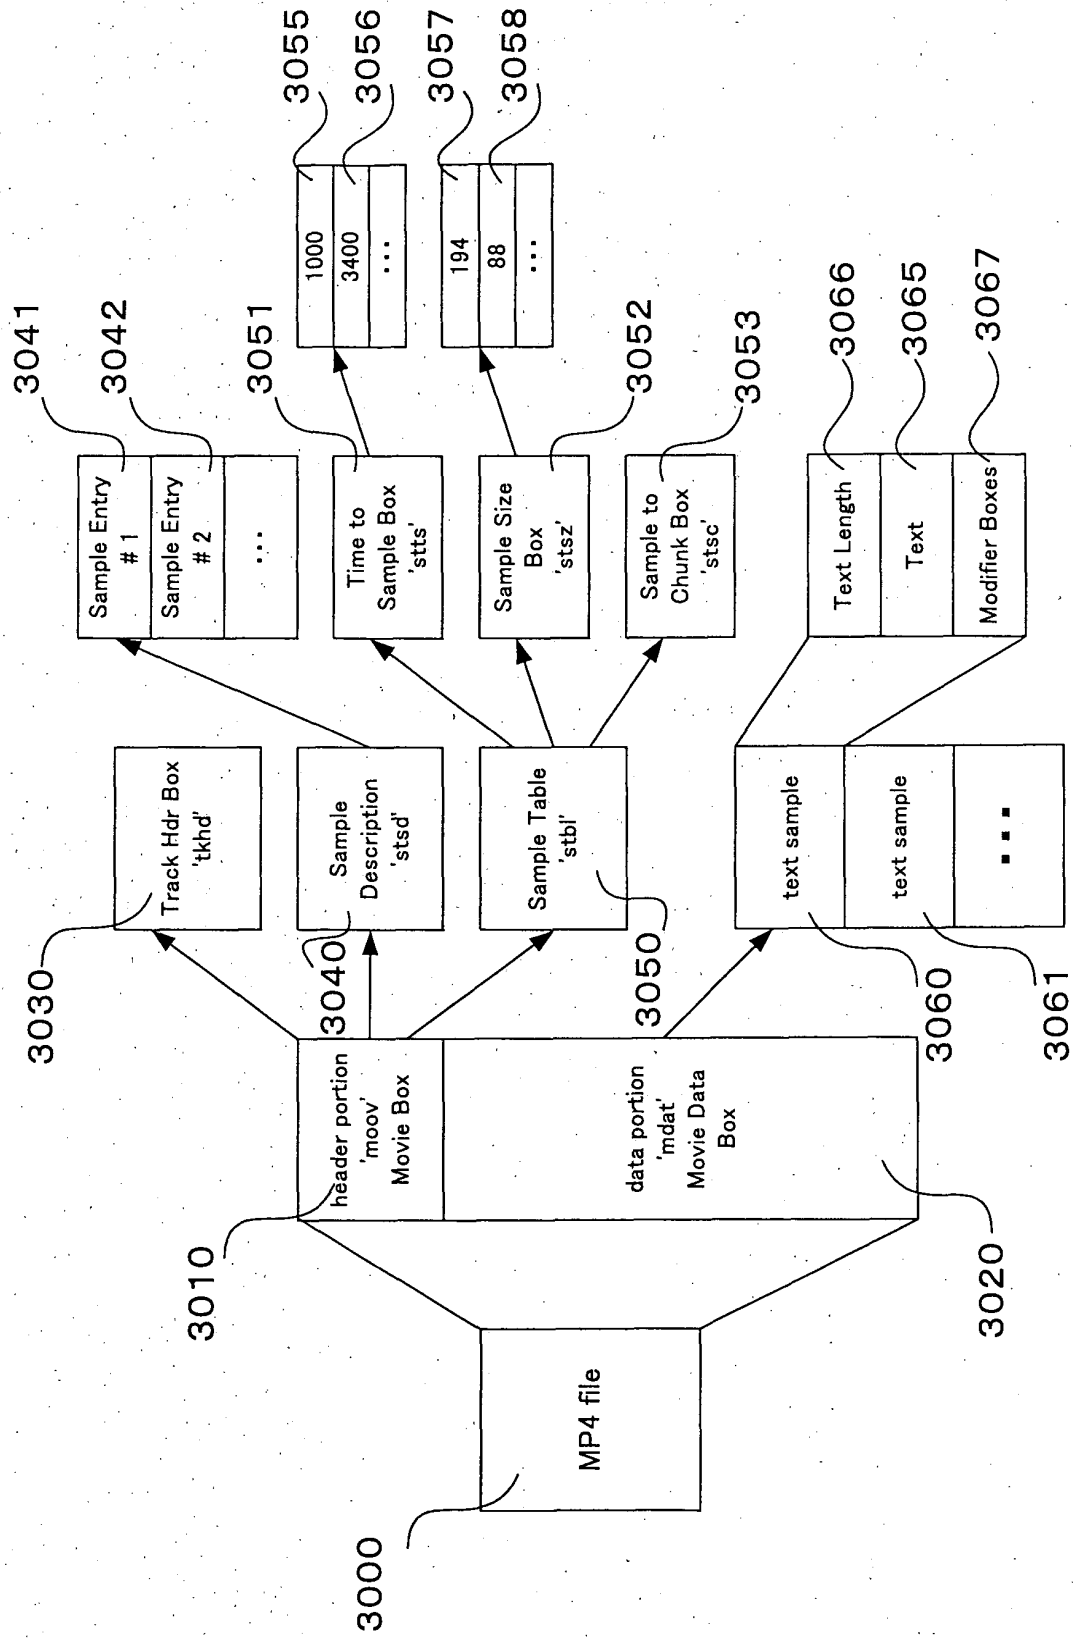 3000
MP4 file
3010
header portion
'moov'
Movie Box
data portion
'mdat'
Movie Data
Box
3020
3030
Track Hdr Box
'tkhd'
3040
Sample
Description
'stsd'
Sample Table
'stbl'
3050
text sample
text sample
...
3060
3061
Sample Entry
# 1
Sample Entry
# 2
...
3041
3042
Time to
Sample Box
'stts'
3051
Sample Size
Box
'stsz'
3052
Sample to
Chunk Box
'stsc'
3053
1000
3400
...
3055
3056
194
88
...
3057
3058
Text Length
Text
Modifier Boxes
3066
3065
3067